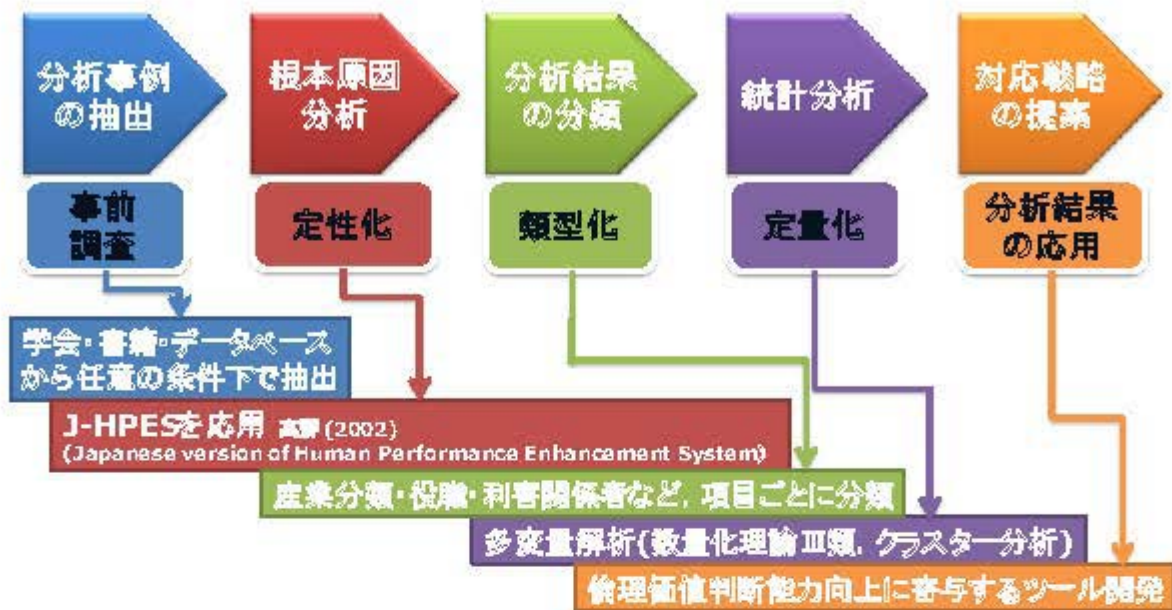 分析事例
の抽出
根本原因
分析
分析結果
の分類
統計分析
対応戦略
の提案
事前
調査
定性化
類型化
定量化
分析結果
の応用
学会・書籍・データベース
から任意の条件下で抽出
J-HPESを応用 (2002)
(Japanese version of Human Performance Enhancement System)
産業分類・役職・利害関係者など，項目ごとに分類
多変量解析(数量化理論Ⅲ類，クラスター分析)
倫理価値判断能力向上に寄与するツール開発